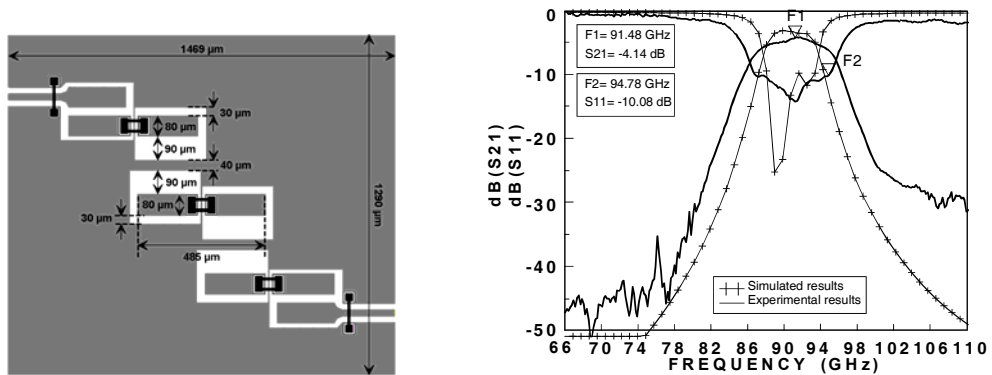 1469 µm
30 µm
80 µm
90 µm
40 µm
90 µm
80 µm
30 µm
485 µm
1290 µm
F1= 91.48 GHz
S21= -4.14 dB
F2= 94.78 GHz
S11= -10.08 dB
F1
F2
0
-10
-20
-30
-40
-50
dB(S21)
dB(S11)
Simulated results
Experimental results
66 70 74 78 82 86 90 94 98 102 106 110
FREQUENCY (GHz)